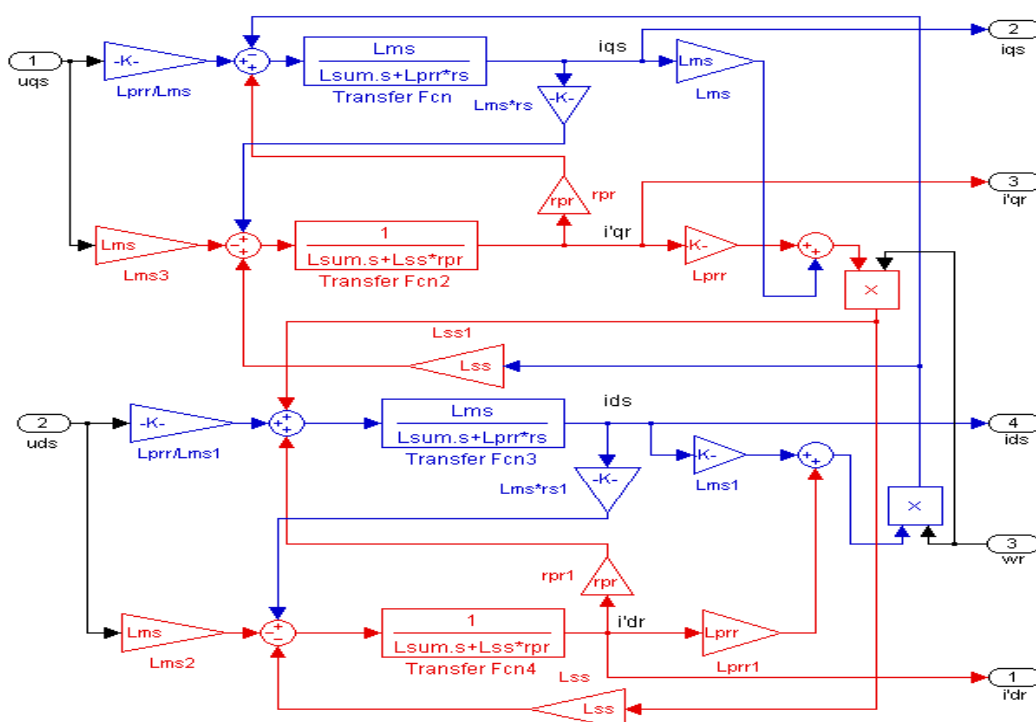 Lms
iqs
2
1
-K-
Lsum.s+Lprr*rs
Lms
iqs
uqs
Lprr/Lms
Transfer Fcn
Lms*rs
-K-
Lms
rpr
rpr
3
i'qr
Lms
1
i'qr
-K-
Lsum.s+Lss*rpr
Lms3
Transfer Fcn2
Lprr
×
Lss1
Lss
2
-K-
Lms
ids
4
uds
Lsum.s+Lprr*rs
K-
ids
Lprr/Lms1
Transfer Fcn3
Lms*rs1
-K-
Lms1
×
3
wr
rpr1
rpr
Lms
1
i'dr
Lprr
Lsum.s+Lss*rpr
Lms2
Transfer Fcn4
Lprr1
Lss
1
i'dr
Lss